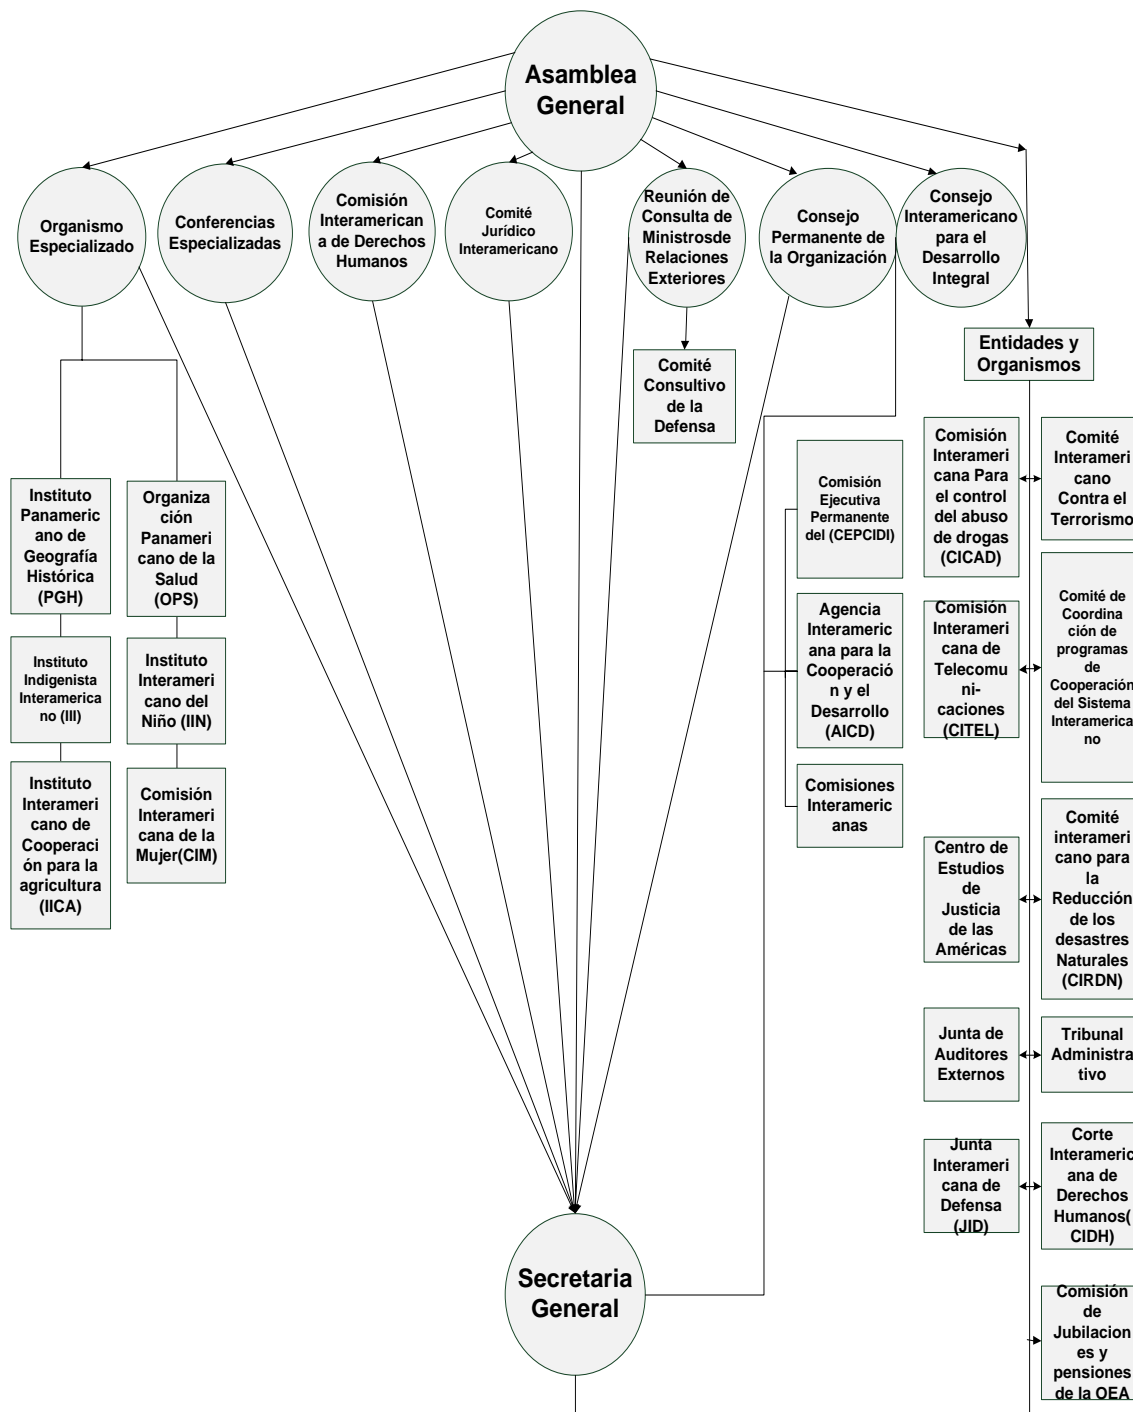 Asamblea
General
Organismo
Especializado
Conferencias
Especializadas
Comisión
Interamerican
a de Derechos
Humanos
Comité
Jurídico
Interamericano
Reunión de
Consulta de
Ministrosde
Relaciones
Exteriores
Consejo
Permanente de
la Organización
Consejo
Interamericano
para el
Desarrollo
Integral
Entidades y
Organismos
Comité
Consultivo
de la
Defensa
Instituto
Panameric
ano de
Geografía
Histórica
(PGH)
Organiza
ción
Panameri
cano de la
Salud
(OPS)
Instituto
Indigenista
Interamerica
no (III)
Instituto
Interameri
cano del
Niño (IIN)
Instituto
Interameri
cano de
Cooperaci
ón para la
agricultura
(IICA)
Comisión
Interameri
cana de la
Mujer(CIM)
Comisión
Ejecutiva
Permanente
del (CEPCIDI)
Agencia
Interameric
ana para la
Cooperació
n y el
Desarrollo
(AICD)
Comisiones
Interameric
anas
Comisión
Interameri
cana Para
el control
del abuso
de drogas
(CICAD)
Comité
Interameri
cano
Contra el
Terrorismo
Comisión
Interameri
cana de
Telecomu
ni-
caciones
(CITEL)
Comité de
Coordina
ción de
programas
de
Cooperación
del Sistema
Interamerica
no
Centro de
Estudios
de
Justicia
de las
Américas
Comité
interameri
cano para
la
Reducción
de los
desastres
Naturales
(CIRDN)
Junta de
Auditores
Externos
Tribunal
Administra
tivo
Junta
Interameri
cana de
Defensa
(JID)
Corte
Interameric
ana de
Derechos
Humanos(
CIDH)
Secretaria
General
Comisión
de
Jubilacion
es y
pensiones
de la OEA